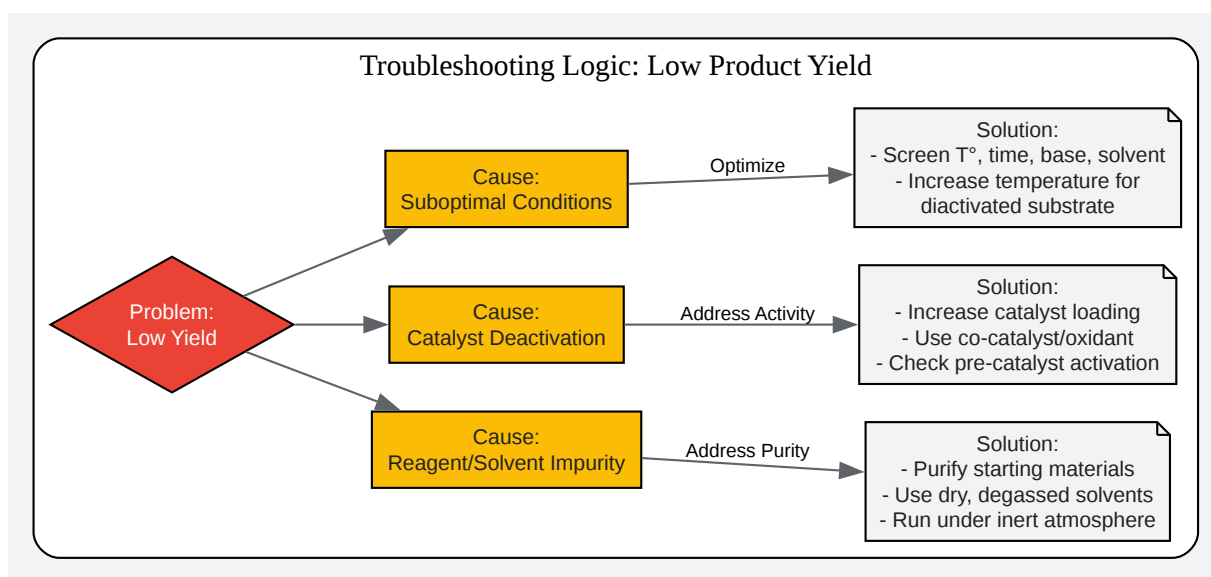 Troubleshooting Logic: Low Product Yield
Problem:
Low Yield
Cause:
Suboptimal Conditions
Optimize
Solution:
- Screen T°, time, base, solvent
- Increase temperature for
diactivated substrate
Cause:
Catalyst Deactivation
Address Activity
Solution:
- Increase catalyst loading
- Use co-catalyst/oxidant
- Check pre-catalyst activation
Cause:
Reagent/Solvent Impurity
Address Purity
Solution:
- Purify starting materials
- Use dry, degassed solvents
- Run under inert atmosphere